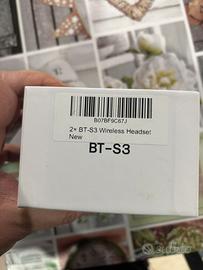 B07BF9C67J
2× BT-S3 Wireless Headset
New
BT-S3